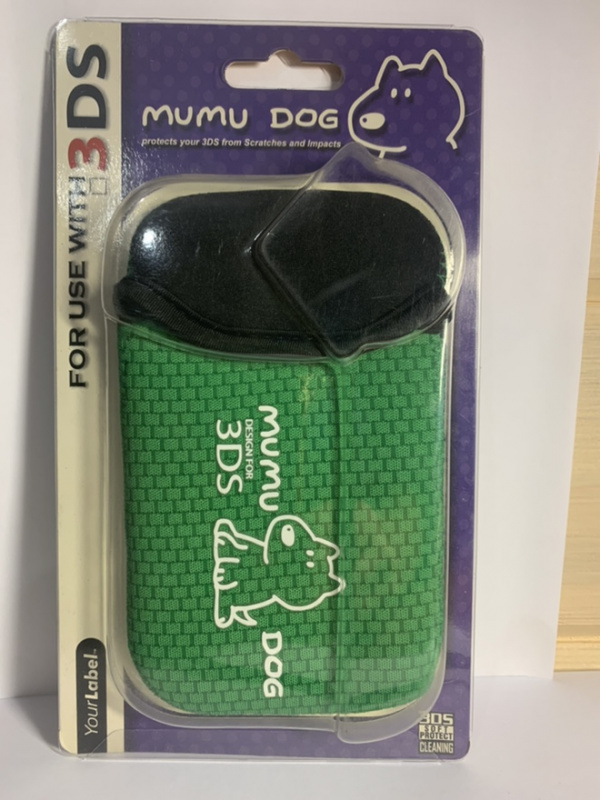 MUMU DOG
protects your 3DS from Scratches and Impacts
FOR USE WITH 3DS
MUMU DOG
DESIGN FOR
3DS
YourLabel™
3DS
SOFT
PROTECT
CLEANING